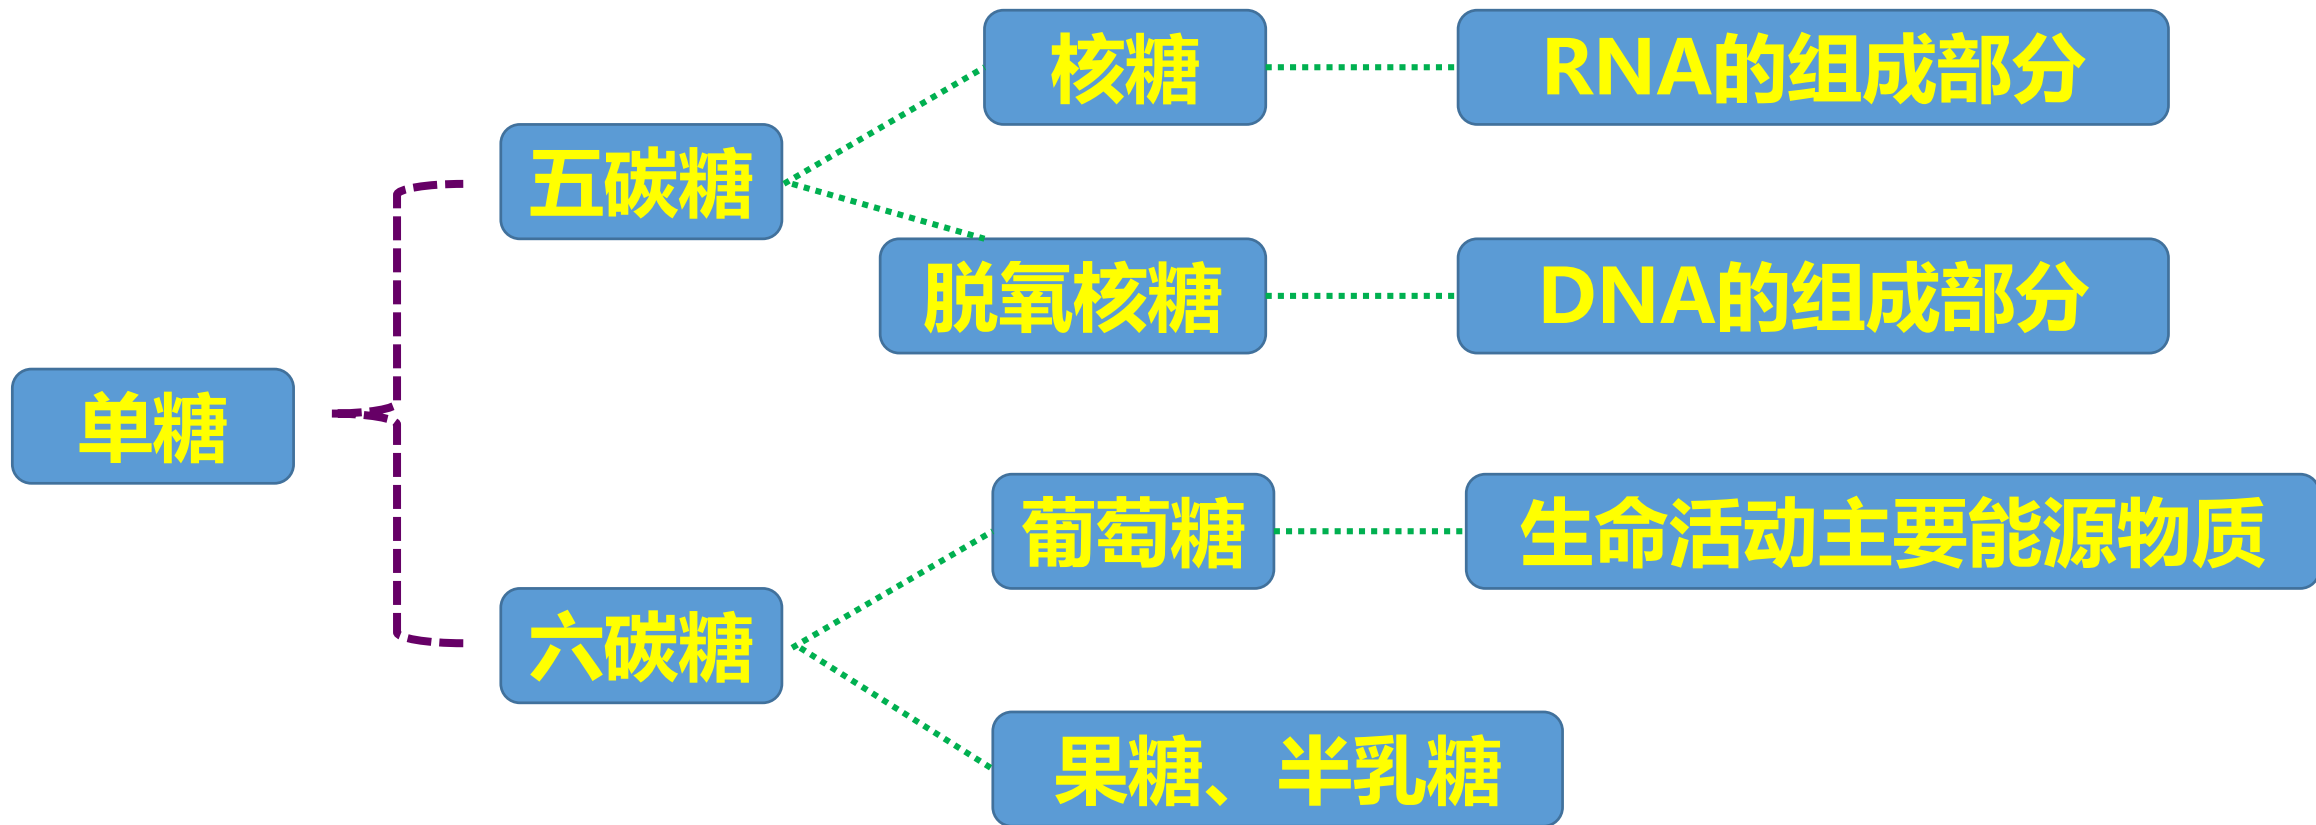 核糖
RNA的组成部分
五碳糖
脱氧核糖
DNA的组成部分
单糖
葡萄糖
生命活动主要能源物质
六碳糖
果糖、半乳糖